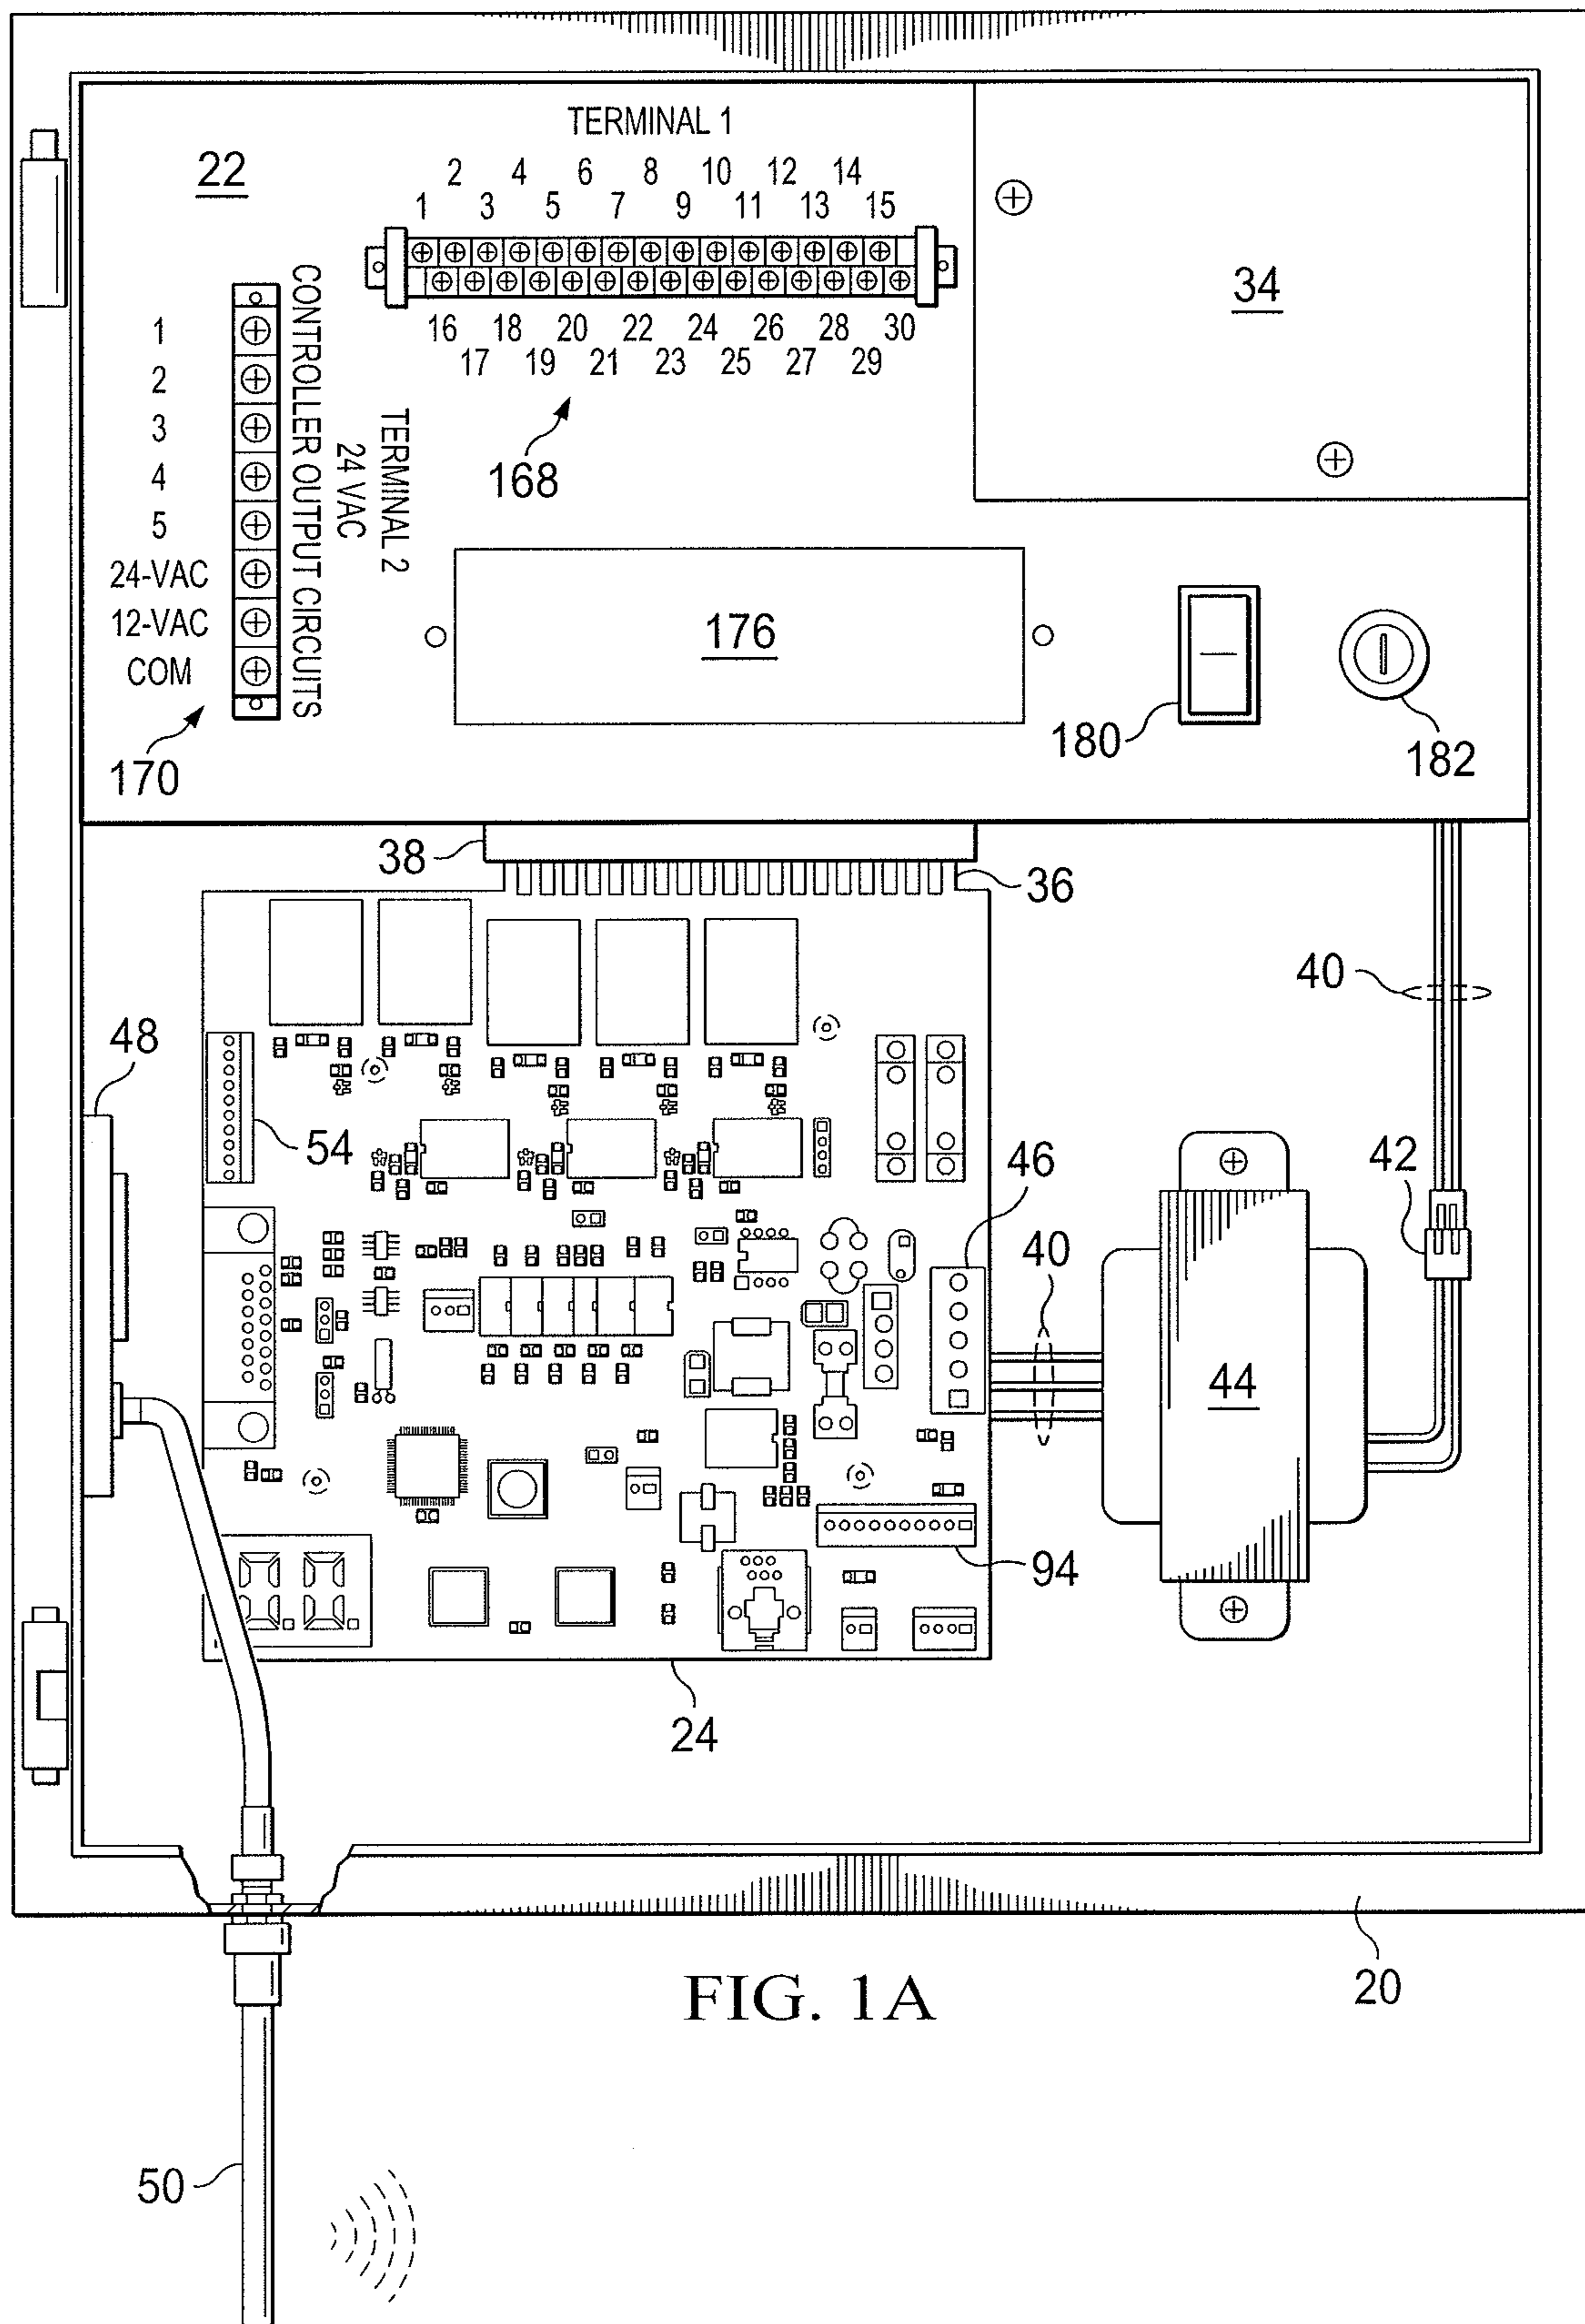 TERMINAL 1
22
2 4 6 8 10 12 14
1 3 5 7 9 11 13 15
34
CONTROLLER OUTPUT CIRCUITS
24 VAC
TERMINAL 2
16 18 20 22 24 26 28 30
17 19 21 23 25 27 29
168
1
2
3
4
5
24-VAC
12-VAC
COM
170
176
180
182
38
36
40
48
54
46
42
40
44
94
24
20
FIG. 1A
50